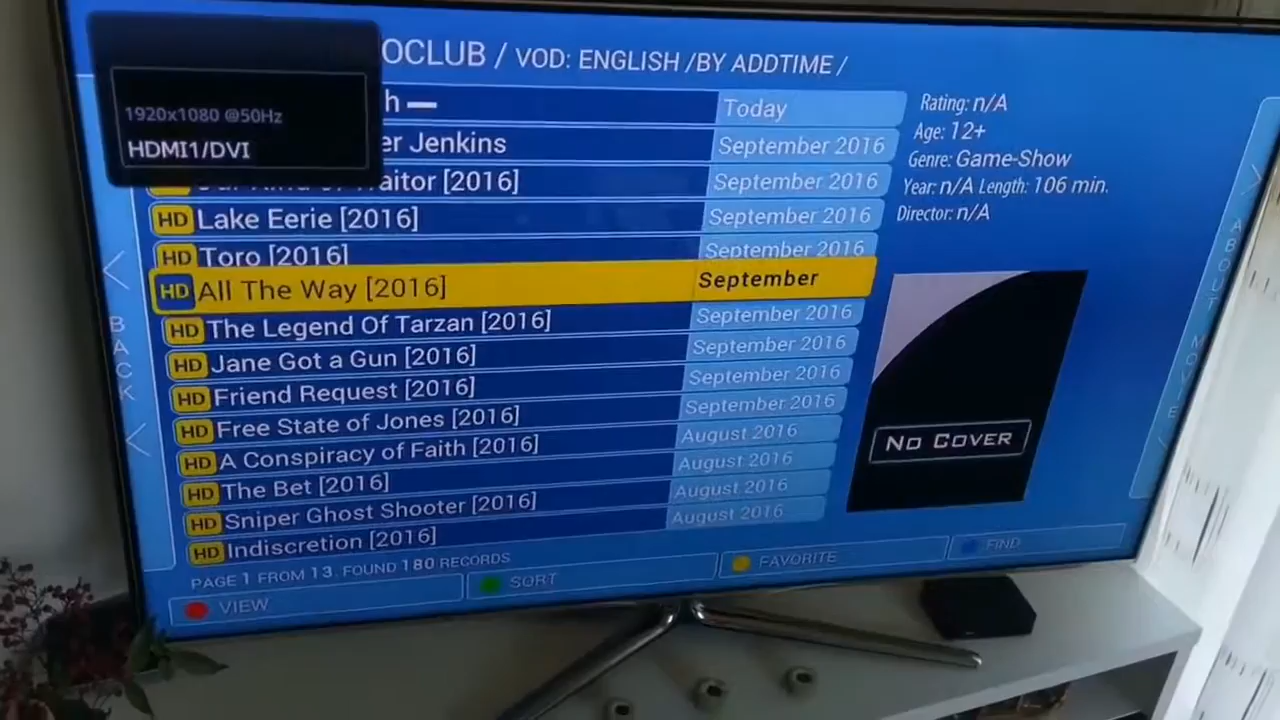 OCLUB / VOD: ENGLISH /BY ADDTIME /
1920x1080 @50Hz
HDMI1/DVI
h — Today
er Jenkins September 2016
aitor [2016] September 2016
HD Lake Eerie [2016] September 2016
HD Toro [2016] September 2016
HD All The Way [2016] September
HD The Legend Of Tarzan [2016] September 2016
HD Jane Got a Gun [2016] September 2016
HD Friend Request [2016] September 2016
HD Free State of Jones [2016] September 2016
HD A Conspiracy of Faith [2016] August 2016
HD The Bet [2016] August 2016
HD Sniper Ghost Shooter [2016] August 2016
HD Indiscretion [2016] August 2016
Rating: n/A
Age: 12+
Genre: Game-Show
Year: n/A Length: 106 min.
Director: n/A
NO COVER
BACK
ABOUT MOVIE
PAGE 1 FROM 13. FOUND 180 RECORDS
VIEW SORT FAVORITE FIND